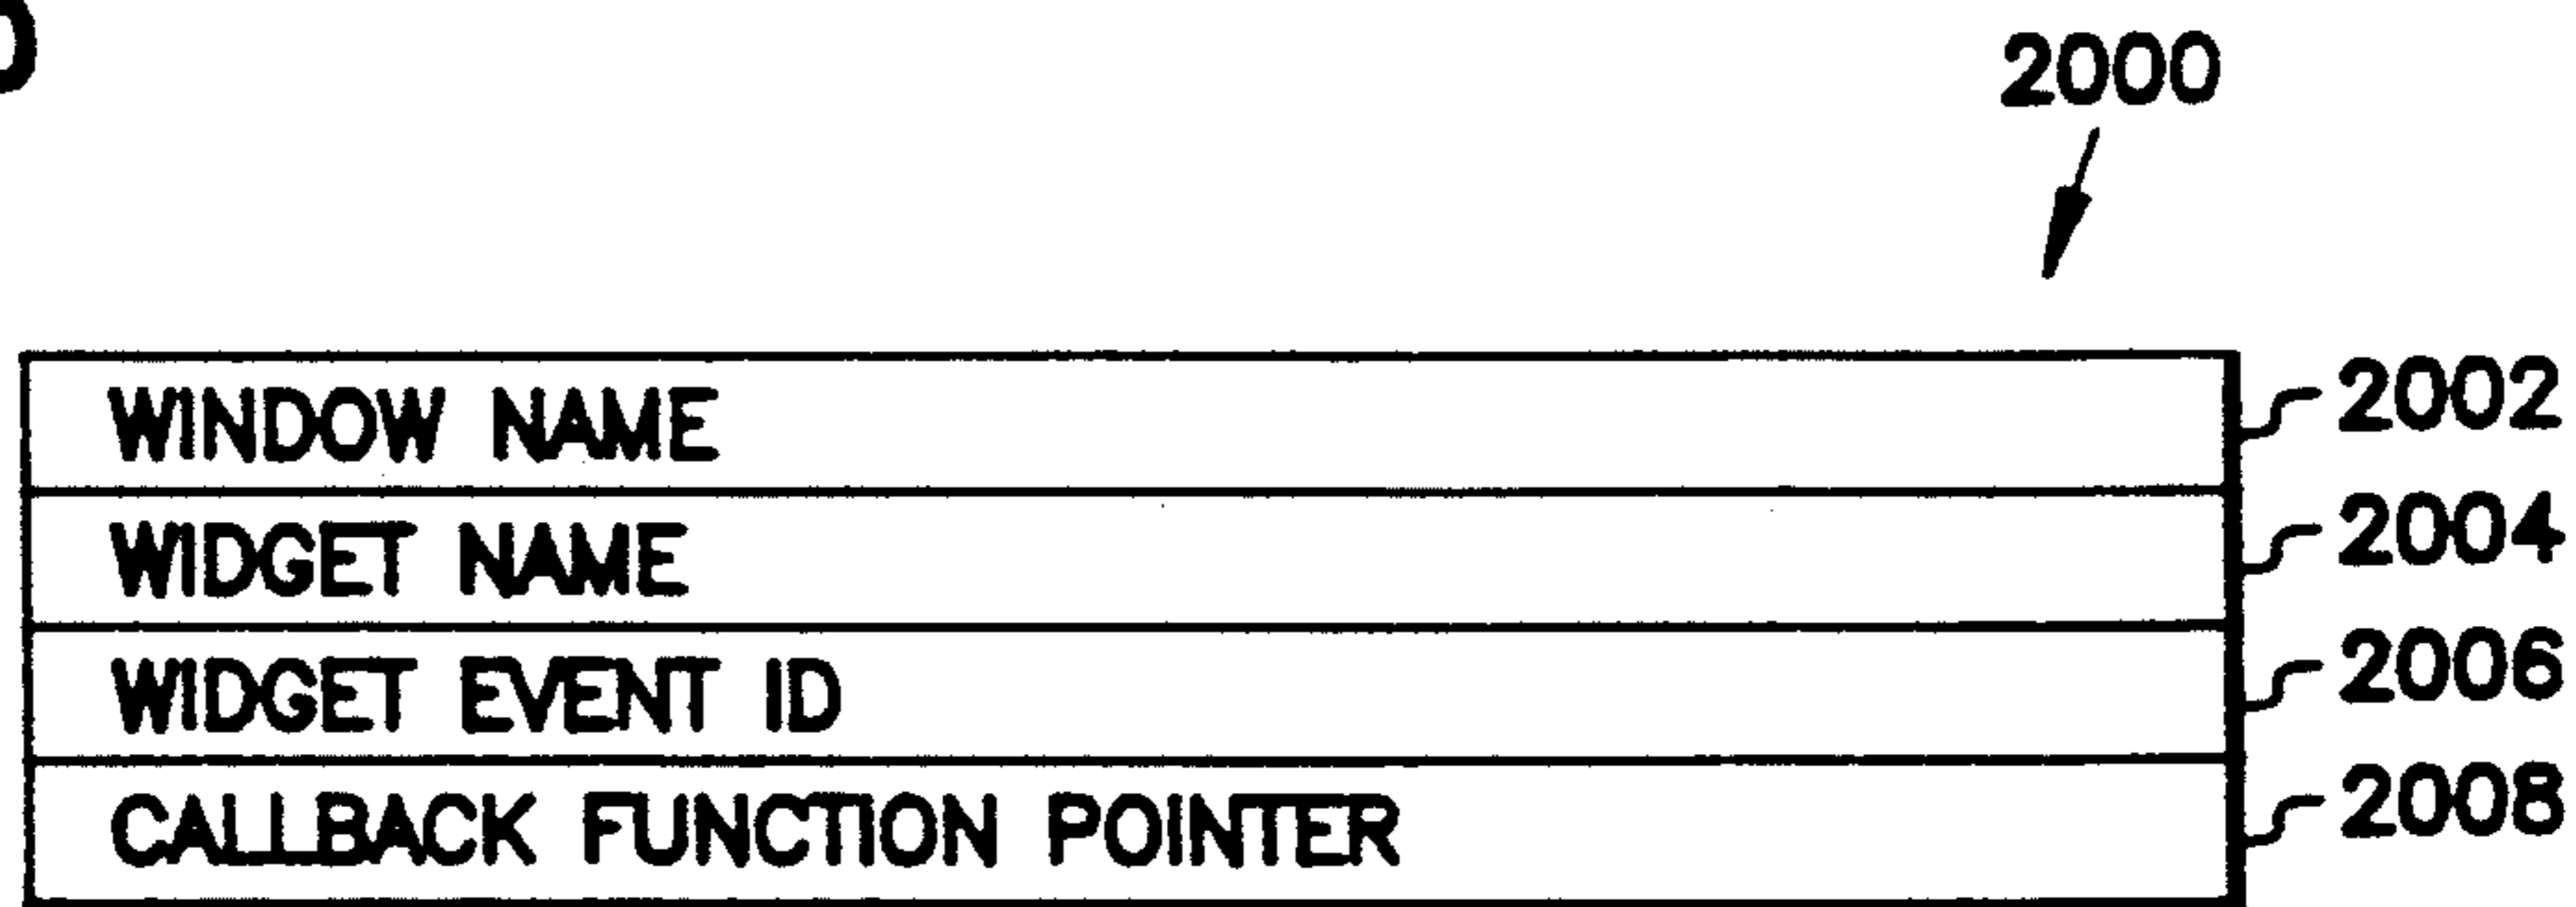 2000
WINDOW NAME 2002
WIDGET NAME 2004
WIDGET EVENT ID 2006
CALLBACK FUNCTION POINTER 2008